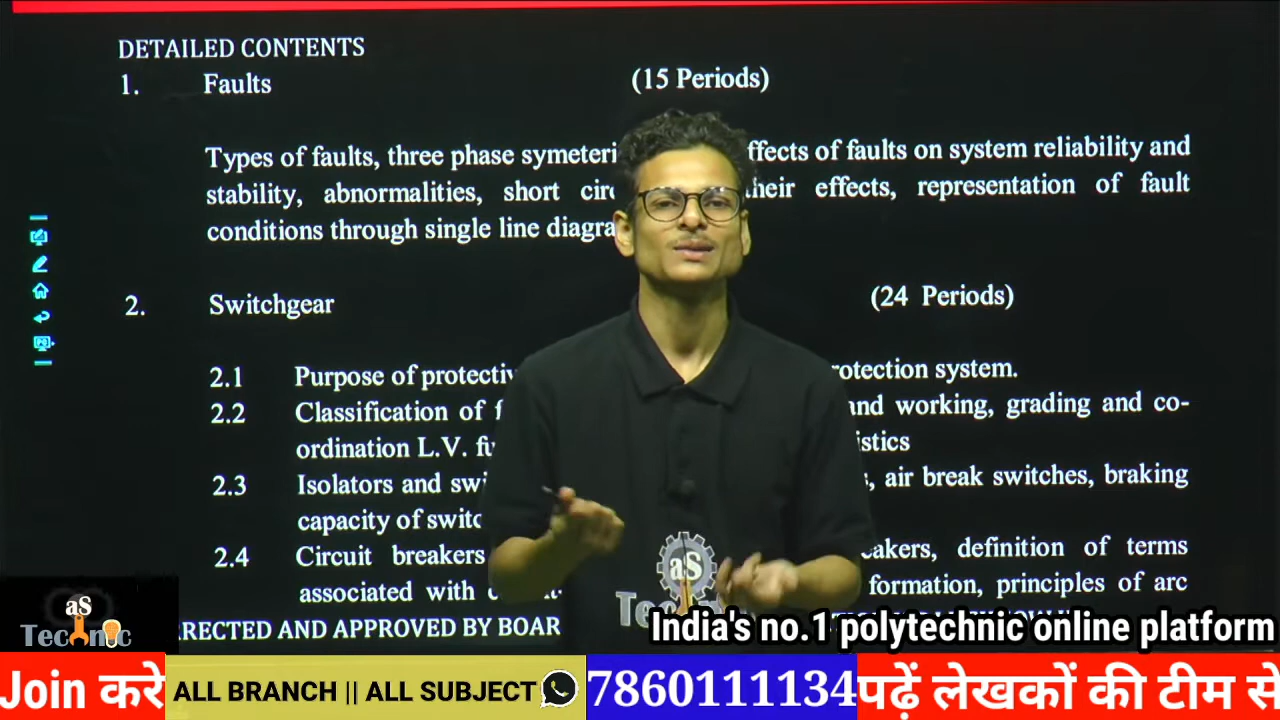 DETAILED CONTENTS
1. Faults (15 Periods)
Types of faults, three phase symeteri ffects of faults on system reliability and
stability, abnormalities, short circ their effects, representation of fault
conditions through single line diagra
2. Switchgear (24 Periods)
2.1 Purpose of protectiv rotection system.
2.2 Classification of f and working, grading and co-
ordination L.V. fu istics
2.3 Isolators and swi , air break switches, braking
capacity of switc
2.4 Circuit breakers eakers, definition of terms
associated with formation, principles of arc
RRECTED AND APPROVED BY BOAR
aS
Tecnic
aS
Tec
India's no.1 polytechnic online platform
Join करे ALL BRANCH || ALL SUBJECT 7860111134 पढ़ें लेखकों की टीम से